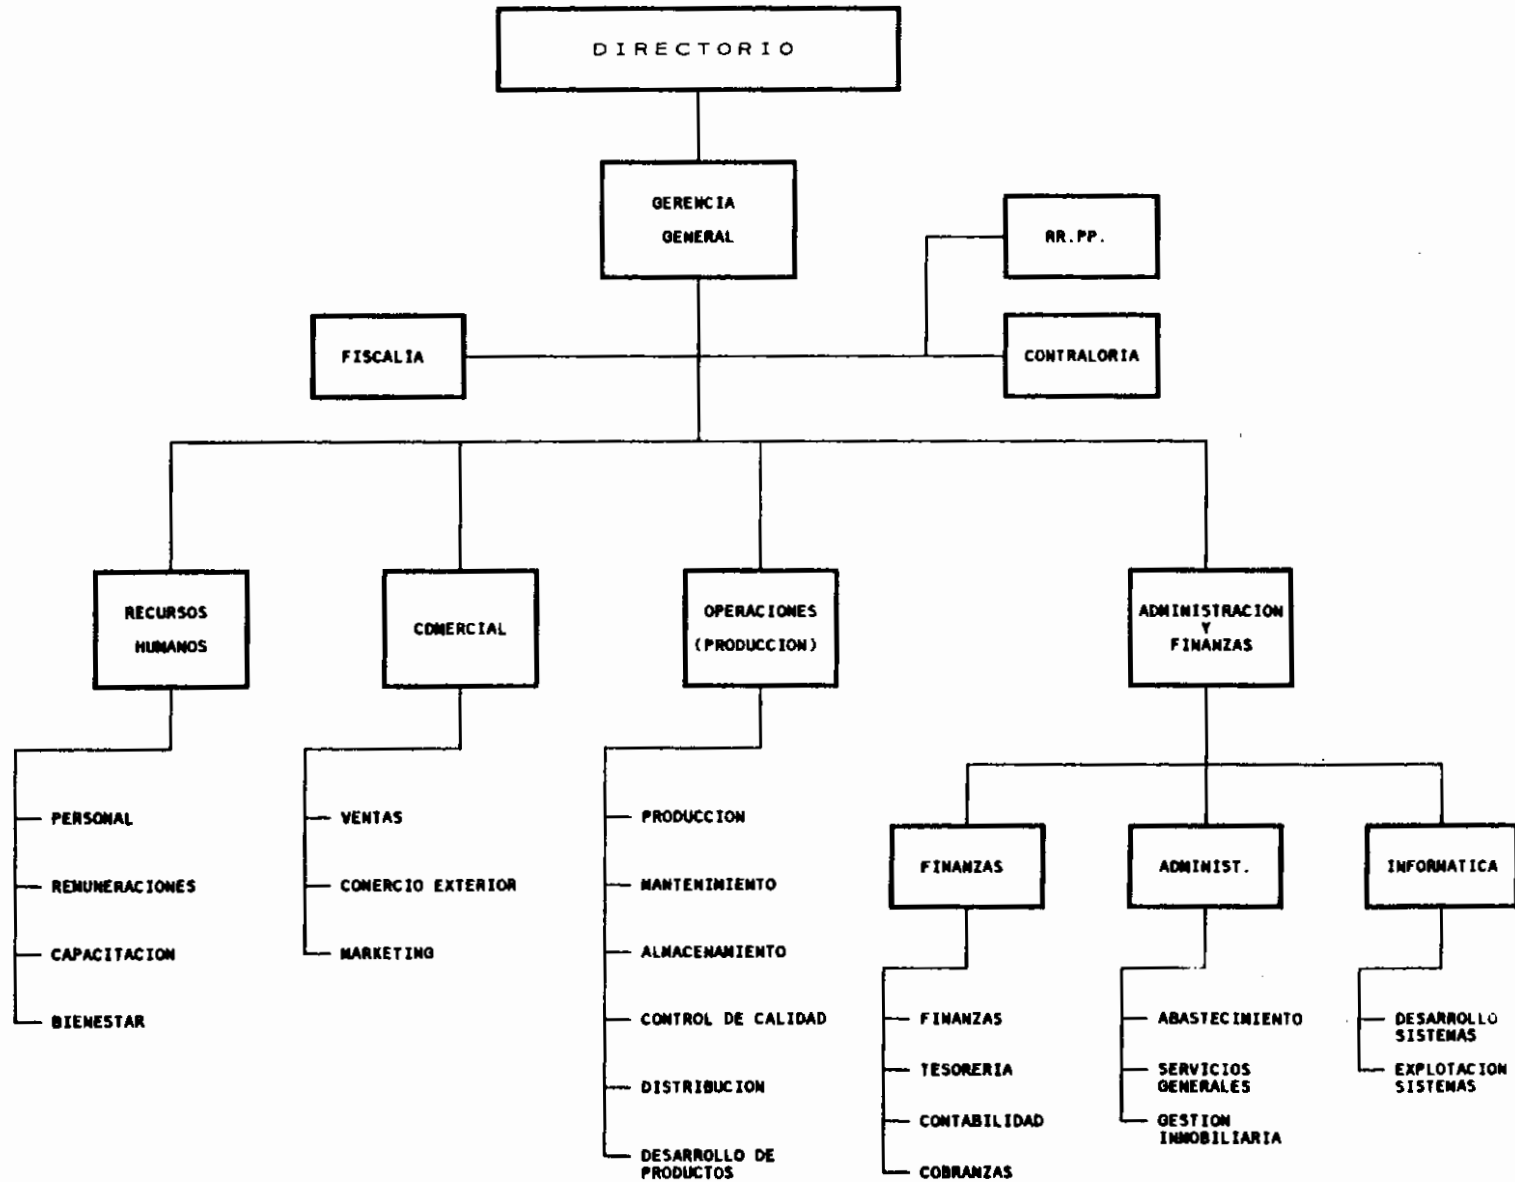 DIRECTORIO
GERENCIA
GENERAL
RR.PP.
FISCALIA
CONTRALORIA
RECURSOS
HUMANOS
COMERCIAL
OPERACIONES
(PRODUCCION)
ADMINISTRACION
Y
FINANZAS
PERSONAL
REMUNERACIONES
CAPACITACION
BIENESTAR
VENTAS
COMERCIO EXTERIOR
MARKETING
PRODUCCION
MANTENIMIENTO
ALMACENAMIENTO
CONTROL DE CALIDAD
DISTRIBUCION
DESARROLLO DE
PRODUCTOS
FINANZAS
FINANZAS
TESORERIA
CONTABILIDAD
COBRANZAS
ADMINIST.
ABASTECIMIENTO
SERVICIOS
GENERALES
GESTION
INMOBILIARIA
INFORMATICA
DESARROLLO
SISTEMAS
EXPLOTACION
SISTEMAS